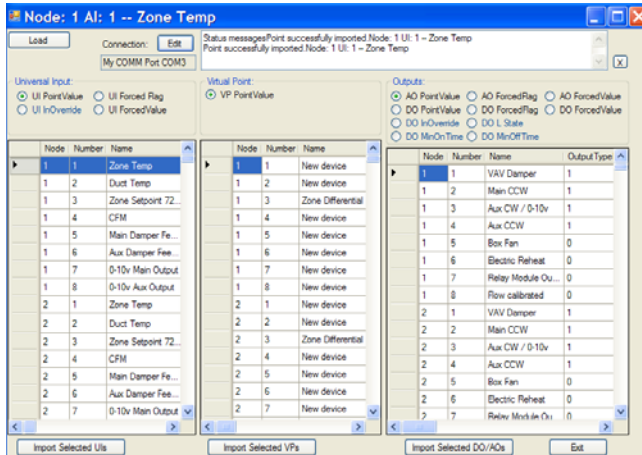 Node: 1 AI: 1 -- Zone Temp
Load
Connection:
Edit
My COMM Port COM3
Status messagesPoint successfully imported.Node: 1 UI: 1 – Zone Temp
Point successfully imported.Node: 1 UI: 1 – Zone Temp
X
Universal Input:
UI PointValue UI Forced Flag
UI InOverride UI ForcedValue
Virtual Point:
VP PointValue
Outputs:
AO PointValue AO ForcedFlag AO ForcedValue
DO PointValue DO ForcedFlag DO ForcedValue
DO InOverride DO L State
DO MinOnTime DO MinOffTime
Node Number Name
1 1 Zone Temp
1 2 Duct Temp
1 3 Zone Setpoint 72...
1 4 CFM
1 5 Main Damper Fe...
1 6 Aux Damper Fee...
1 7 0-10v Main Output
1 8 0-10v Aux Output
2 1 Zone Temp
2 2 Duct Temp
2 3 Zone Setpoint 72...
2 4 CFM
2 5 Main Damper Fe...
2 6 Aux Damper Fee...
2 7 0-10v Main Output
Node Number Name
1 1 New device
1 2 New device
1 3 Zone Differential
1 4 New device
1 5 New device
1 6 New device
1 7 New device
1 8 New device
2 1 New device
2 2 New device
2 3 Zone Differential
2 4 New device
2 5 New device
2 6 New device
2 7 New device
Node Number Name OutputType
1 1 VAV Damper 1
1 2 Main CCW 1
1 3 Aux CW / 0-10v 1
1 4 Aux CCW 1
1 5 Box Fan 0
1 6 Electric Reheat 0
1 7 Relay Module Ou... 0
1 8 Flow calibrated 0
2 1 VAV Damper 1
2 2 Main CCW 1
2 3 Aux CW / 0-10v 1
2 4 Aux CCW 1
2 5 Box Fan 0
2 6 Electric Reheat 0
2 7 Relay Module Ou 0
Import Selected UIs
Import Selected VPs
Import Selected DO/AOs
Exit